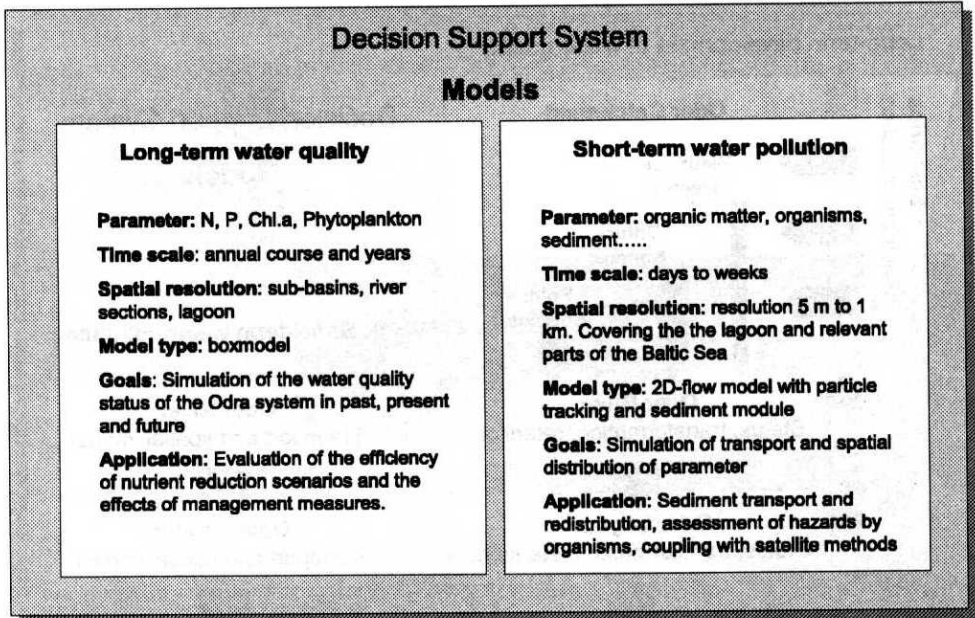 Decision Support System
Models
Long-term water quality
Parameter: N, P, Chl.a, Phytoplankton
Time scale: annual course and years
Spatial resolution: sub-basins, river
sections, lagoon
Model type: boxmodel
Goals: Simulation of the water quality
status of the Odra system in past, present
and future
Application: Evaluation of the efficiency
of nutrient reduction scenarios and the
effects of management measures.
Short-term water pollution
Parameter: organic matter, organisms,
sediment.....
Time scale: days to weeks
Spatial resolution: resolution 5 m to 1
km. Covering the the lagoon and relevant
parts of the Baltic Sea
Model type: 2D-flow model with particle
tracking and sediment module
Goals: Simulation of transport and spatial
distribution of parameter
Application: Sediment transport and
redistribution, assessment of hazards by
organisms, coupling with satellite methods